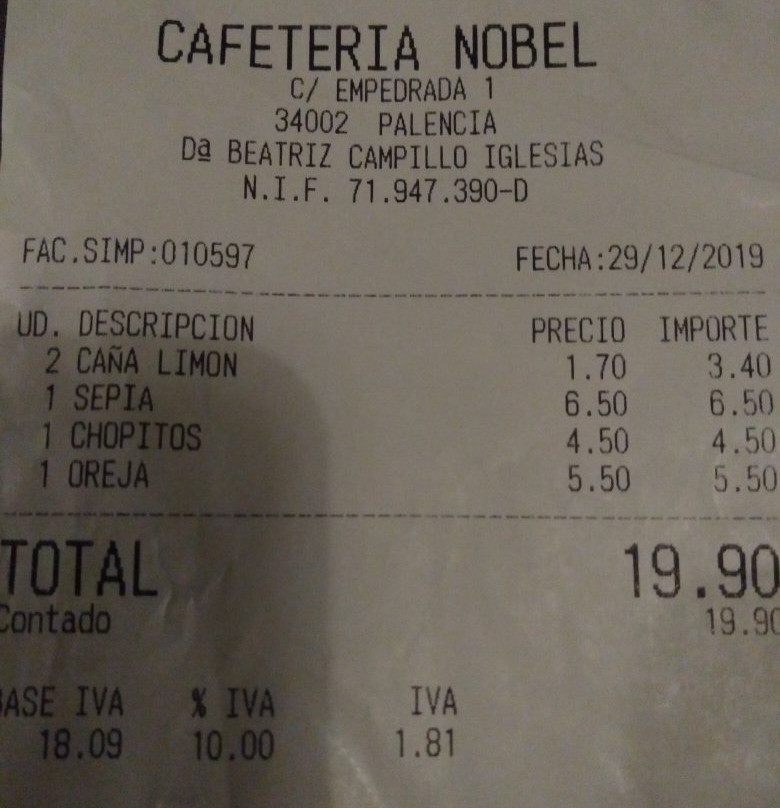 CAFETERIA NOBEL
C/ EMPEDRADA 1
34002 PALENCIA
Dª BEATRIZ CAMPILLO IGLESIAS
N.I.F. 71.947.390-D
FAC.SIMP:010597 FECHA:29/12/2019
UD. DESCRIPCION PRECIO IMPORTE
2 CAÑA LIMON 1.70 3.40
1 SEPIA 6.50 6.50
1 CHOPITOS 4.50 4.50
1 OREJA 5.50 5.50
TOTAL 19.90
Contado 19.90
BASE IVA % IVA IVA
18.09 10.00 1.81